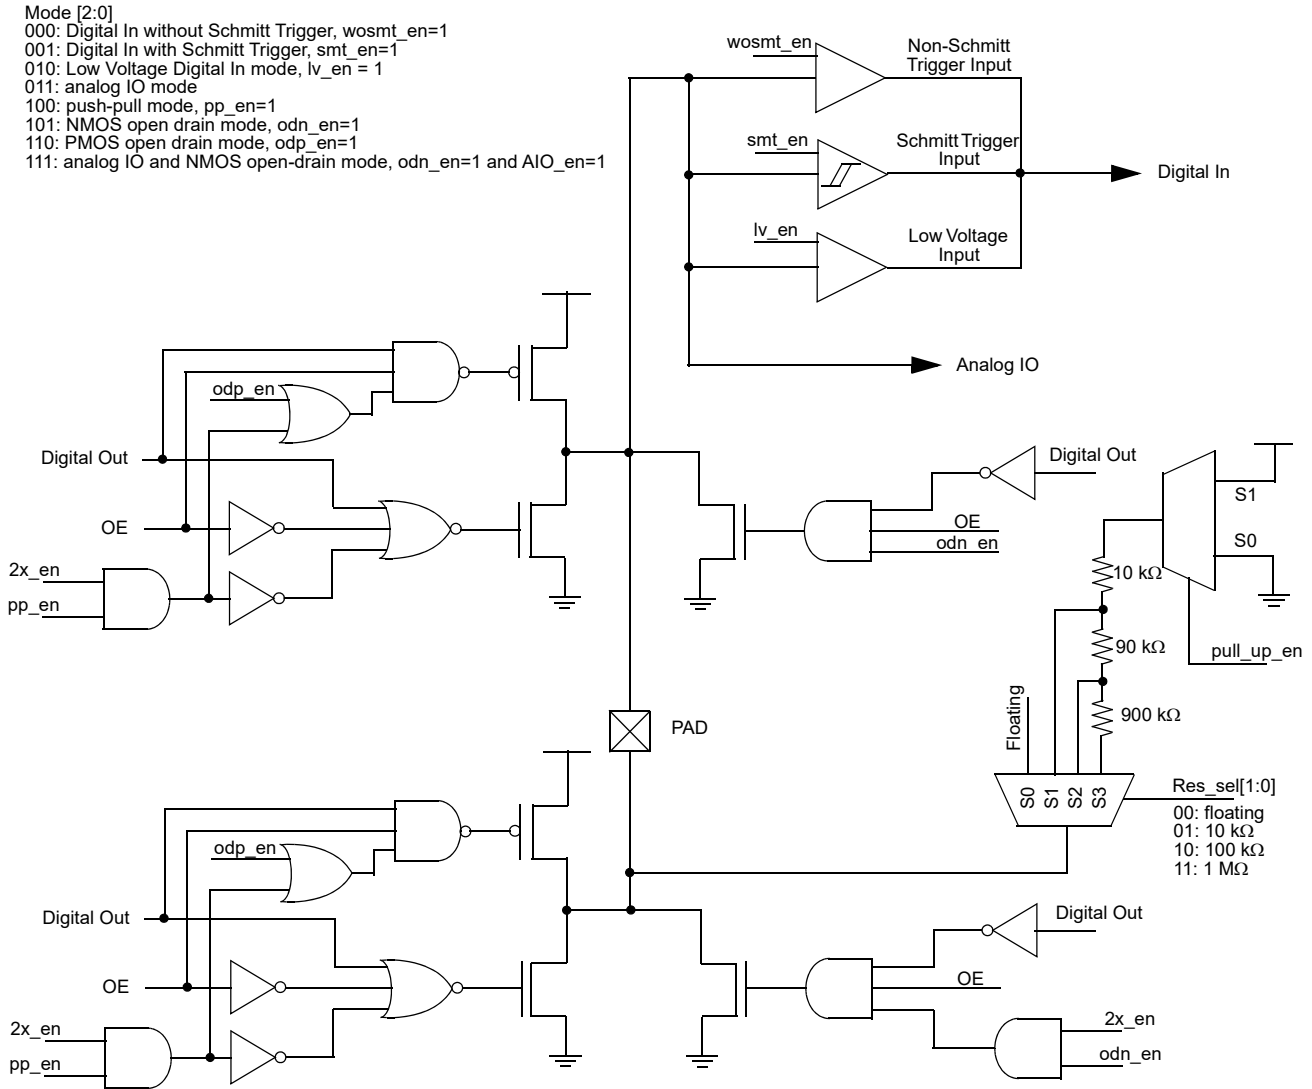 Mode [2:0]
000: Digital In without Schmitt Trigger, wosmt_en=1
001: Digital In with Schmitt Trigger, smt_en=1
010: Low Voltage Digital In mode, lv_en = 1
011: analog IO mode
100: push-pull mode, pp_en=1
101: NMOS open drain mode, odn_en=1
110: PMOS open drain mode, odp_en=1
111: analog IO and NMOS open-drain mode, odn_en=1 and AIO_en=1
wosmt_en
Non-Schmitt
Trigger Input
smt_en
Schmitt Trigger
Input
Digital In
lv_en
Low Voltage
Input
Analog IO
odp_en
Digital Out
OE
2x_en
pp_en
Digital Out
OE
odn_en
S1
S0
10 kΩ
90 kΩ
pull_up_en
900 kΩ
Floating
PAD
S0
S1
S2
S3
Res_sel[1:0]
00: floating
01: 10 kΩ
10: 100 kΩ
11: 1 MΩ
odp_en
Digital Out
OE
2x_en
pp_en
Digital Out
OE
2x_en
odn_en